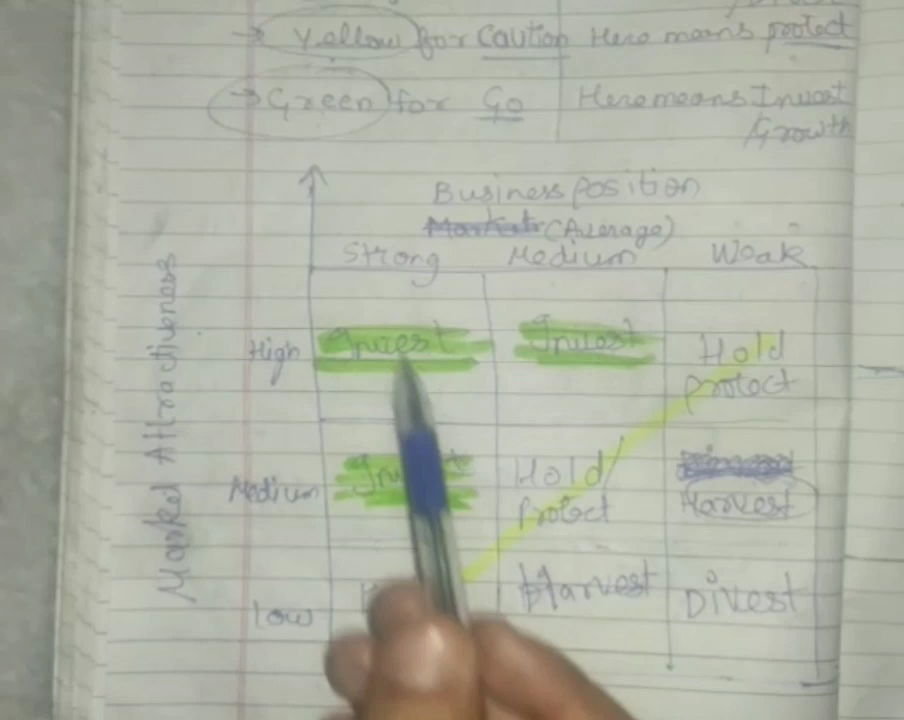 → Yellow for Caution Here means protect
→ Green for Go Here means Invest
/Growth
Business position
(Average)
Strong Medium Weak
Market Attractiveness
High Invest Invest Hold
protect
Medium Hold/
Protect Harvest
Low Harvest Divest